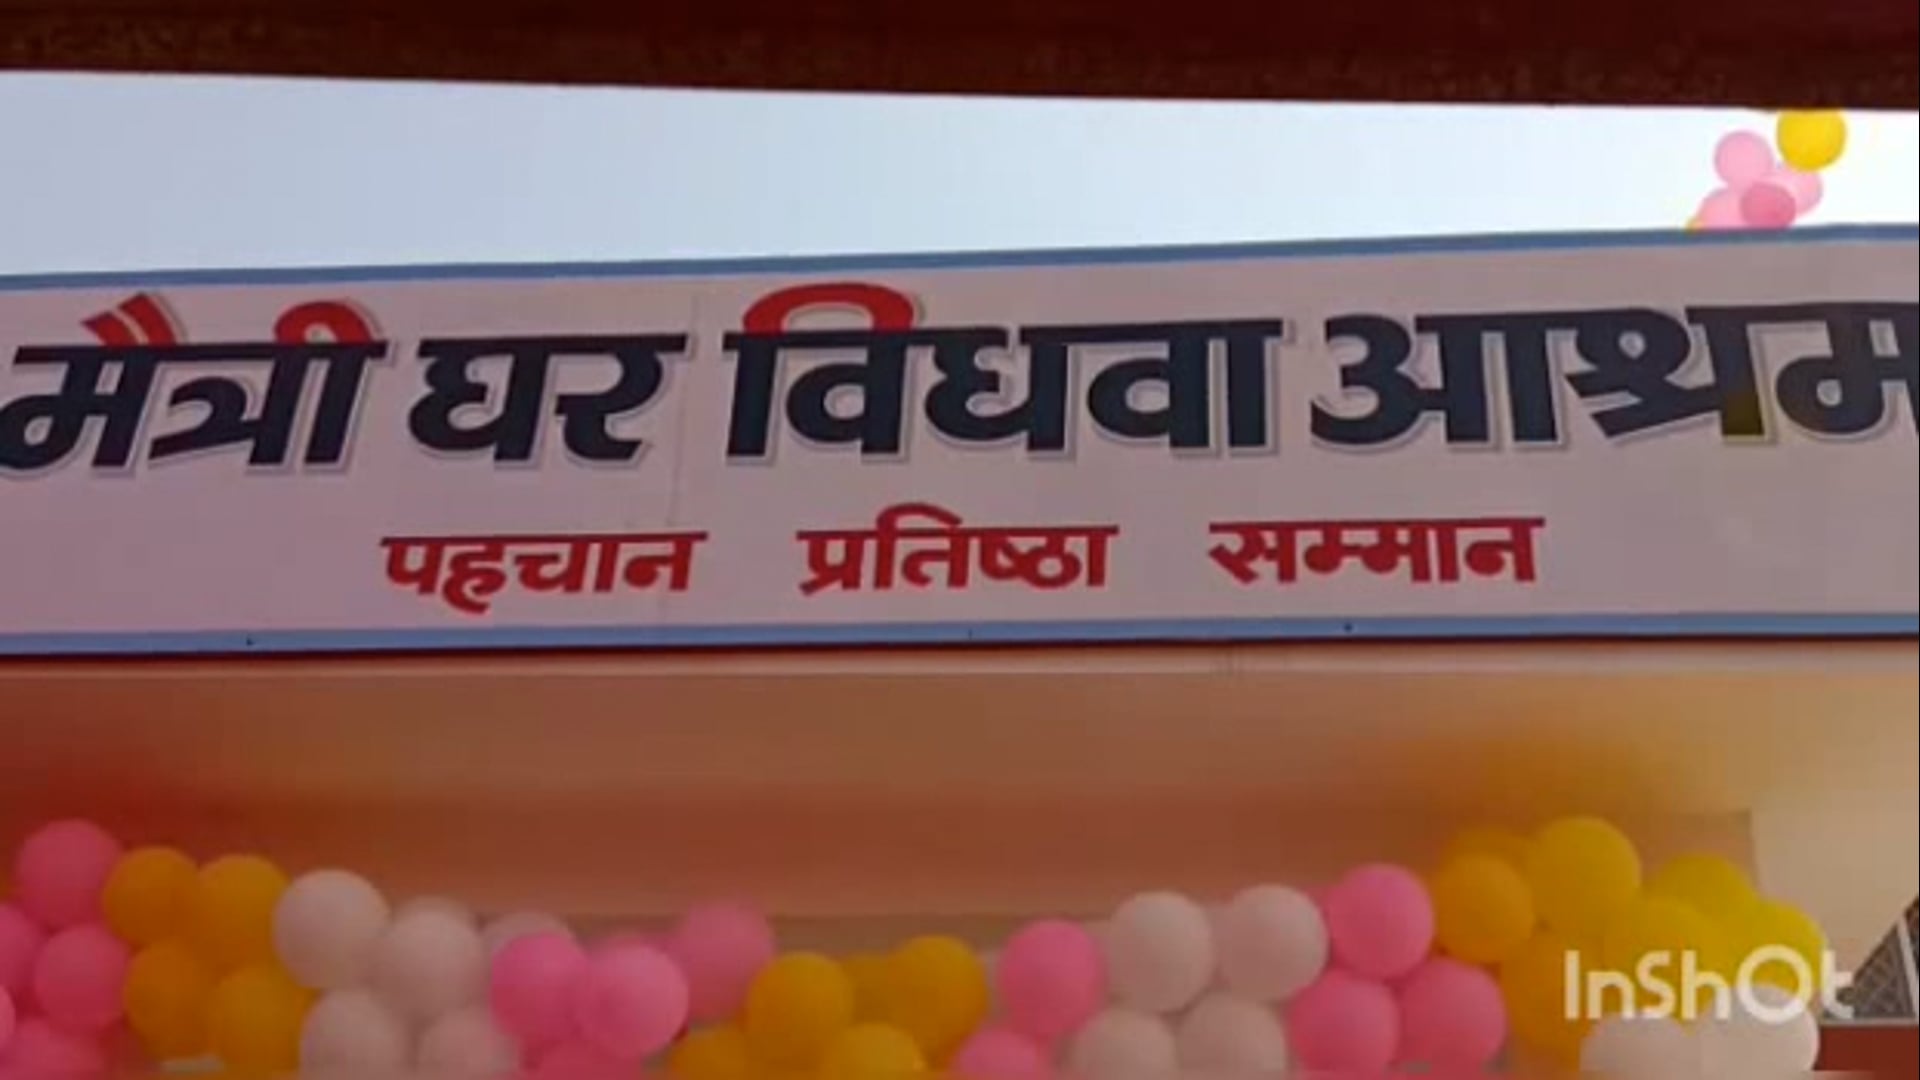 मैत्री घर विधवा आश्रम
पहचान प्रतिष्ठा सम्मान
InShOt